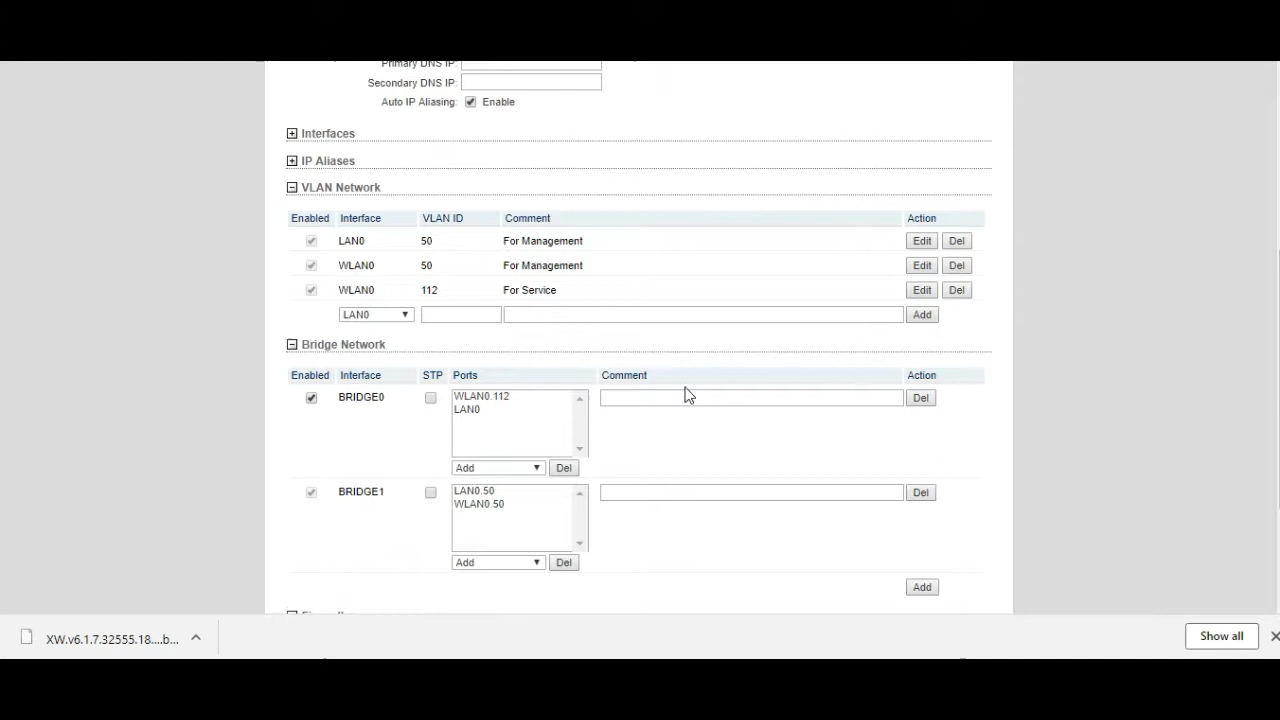 Primary DNS IP:
Secondary DNS IP:
Auto IP Aliasing: Enable
Interfaces
IP Aliases
VLAN Network
Enabled Interface VLAN ID Comment Action
LAN0 50 For Management Edit Del
WLAN0 50 For Management Edit Del
WLAN0 112 For Service Edit Del
LAN0 Add
Bridge Network
Enabled Interface STP Ports Comment Action
BRIDGE0 WLAN0.112 Del
LAN0
Add Del
BRIDGE1 LAN0.50 Del
WLAN0.50
Add Del
Add
XW.v6.1.7.32555.18....b... Show all